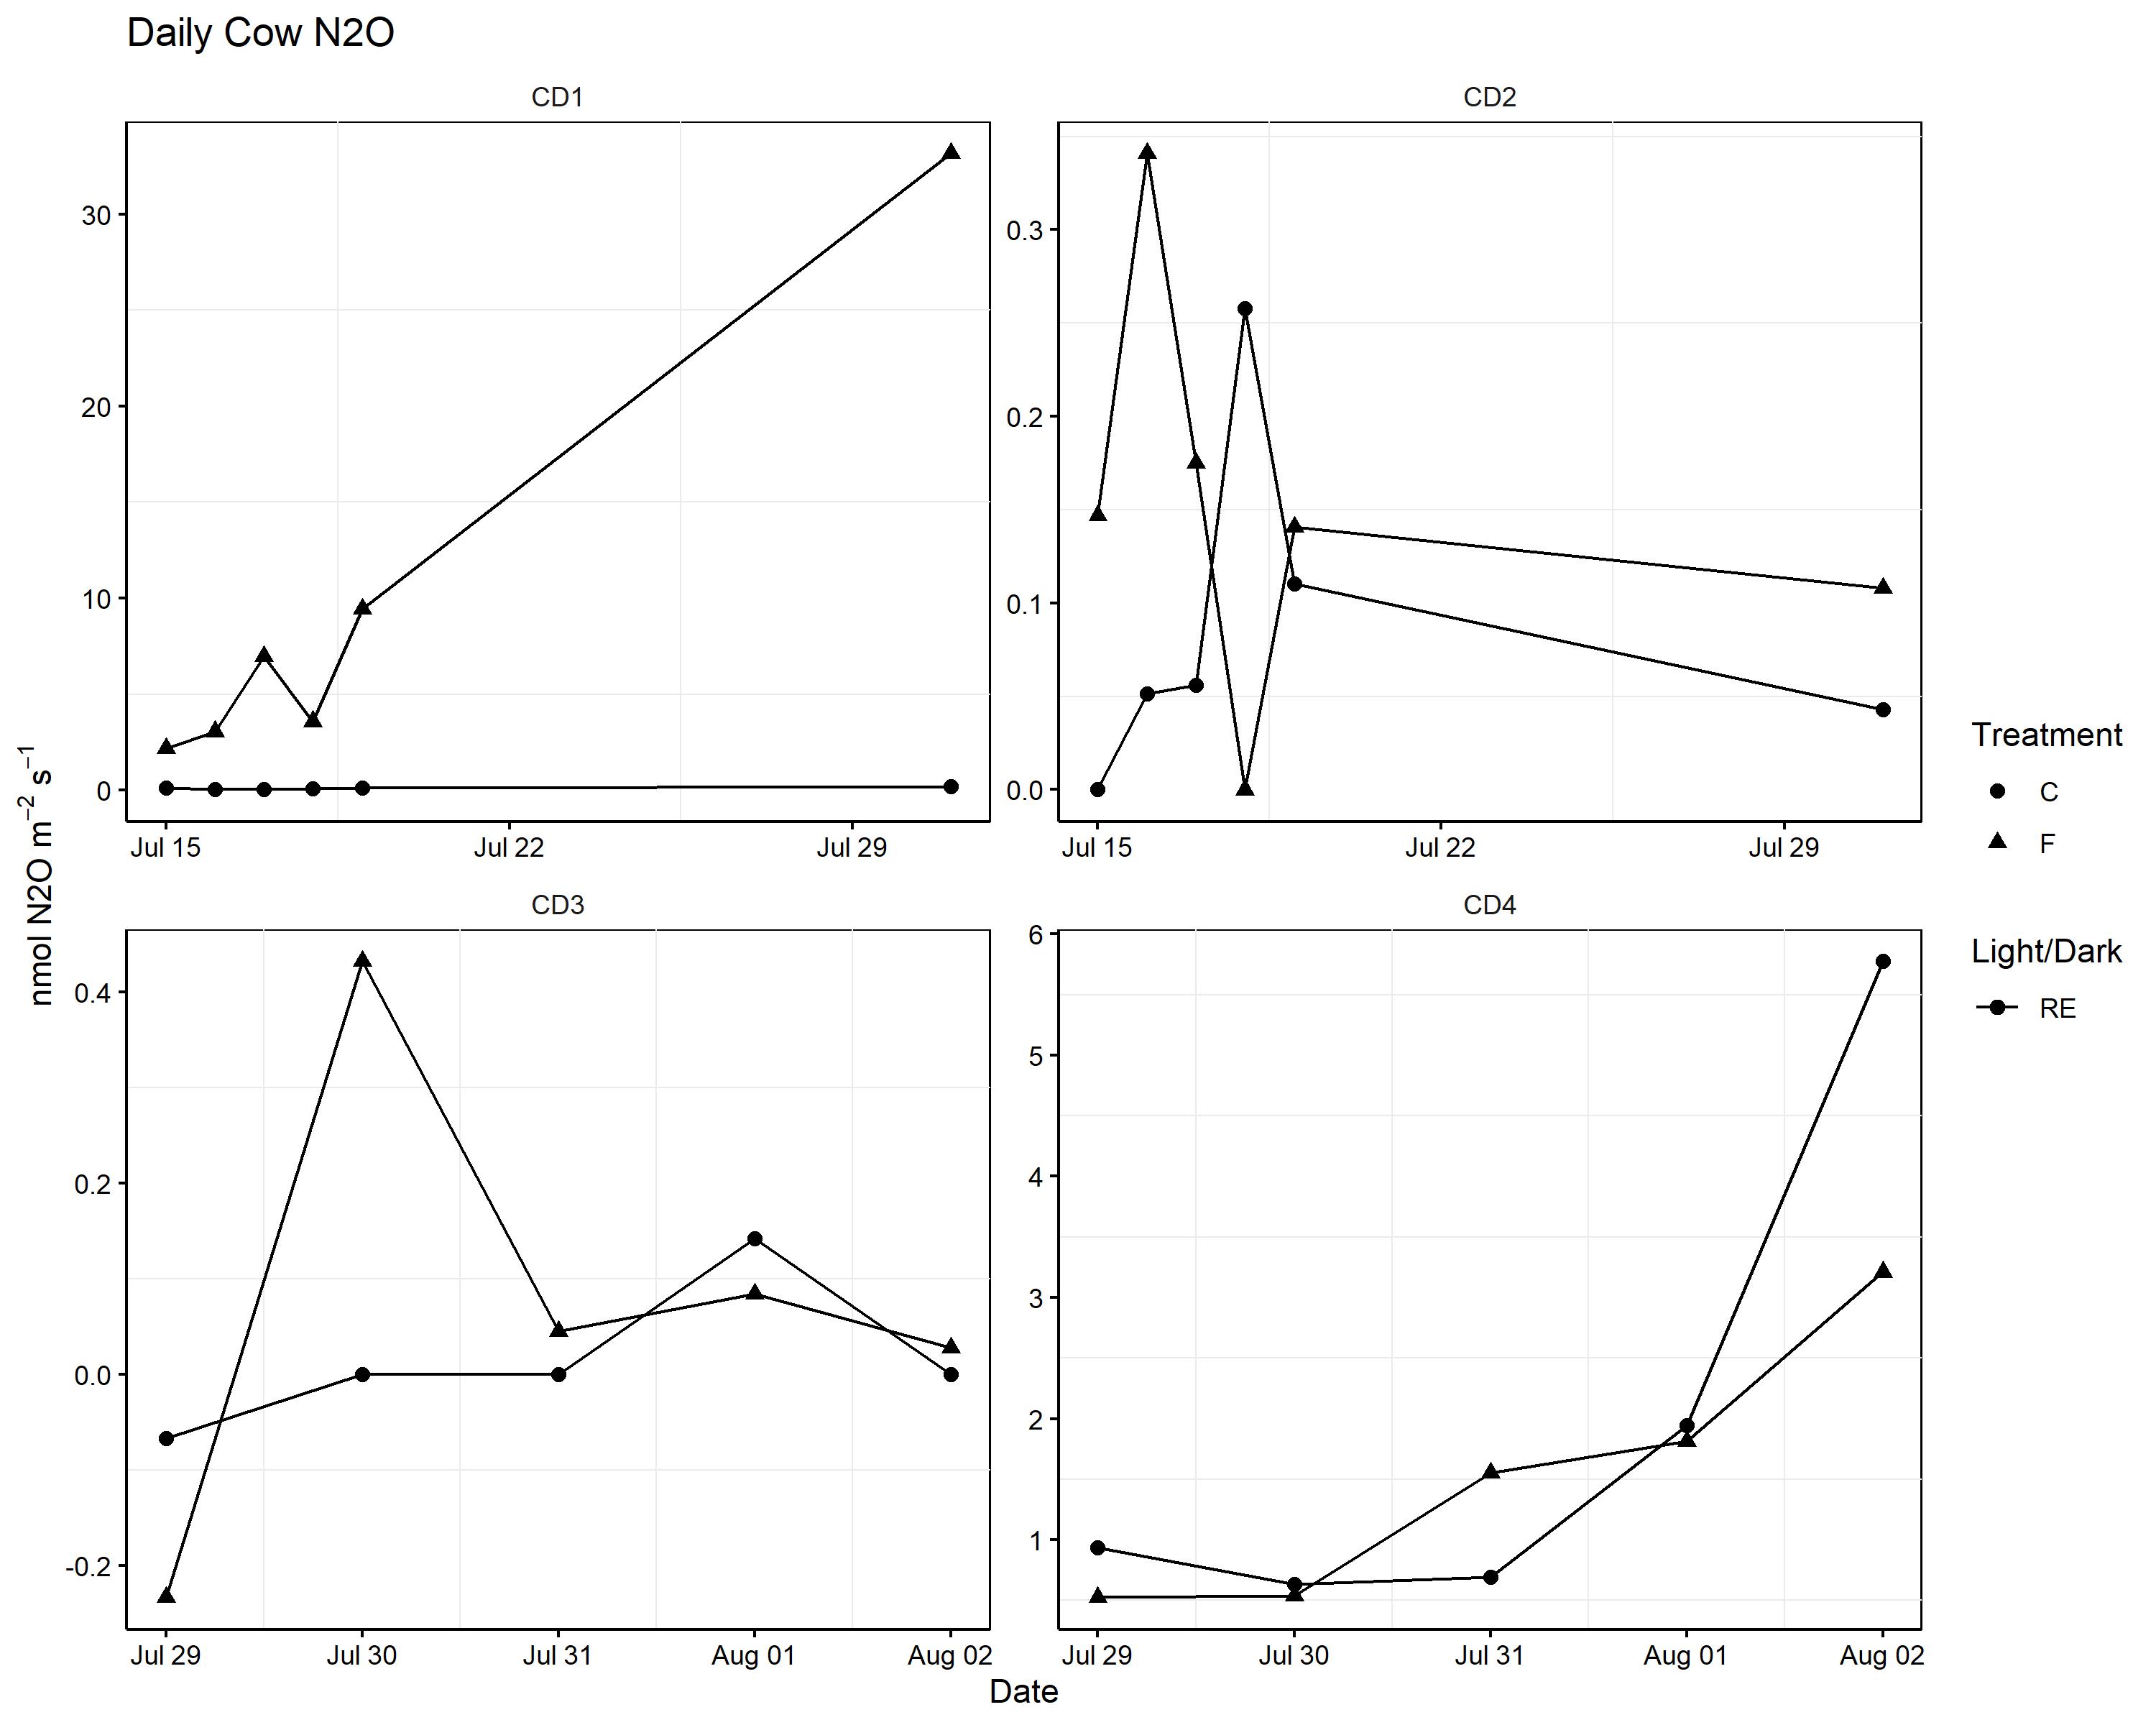 Daily Cow N2O
CD1
CD2
30
20
10
0
0.3
0.2
0.1
0.0
Jul 15
Jul 22
Jul 29
Jul 15
Jul 22
Jul 29
nmol N2O m−2 s−1
CD3
CD4
0.4
0.2
0.0
-0.2
6
5
4
3
2
1
Jul 29
Jul 30
Jul 31
Aug 01
Aug 02
Jul 29
Jul 30
Jul 31
Aug 01
Aug 02
Date
Treatment
C
F
Light/Dark
RE